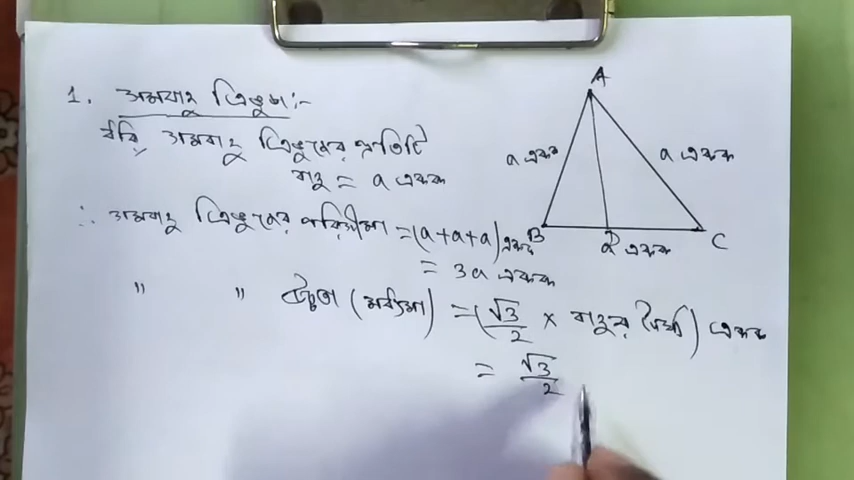 1. সমবাহু ত্রিভুজ :-
ধরি, সমবাহু ত্রিভুজের প্রতিটি
বাহু = a একক
∴ সমবাহু ত্রিভুজের পরিসীমা = (a+a+a) একক
= 3a একক
" " উচ্চতা (মধ্যমা) = (√3/2 × বাহুর দৈর্ঘ্য) একক
= √3/2
A
a একক
a একক
B
a একক
C